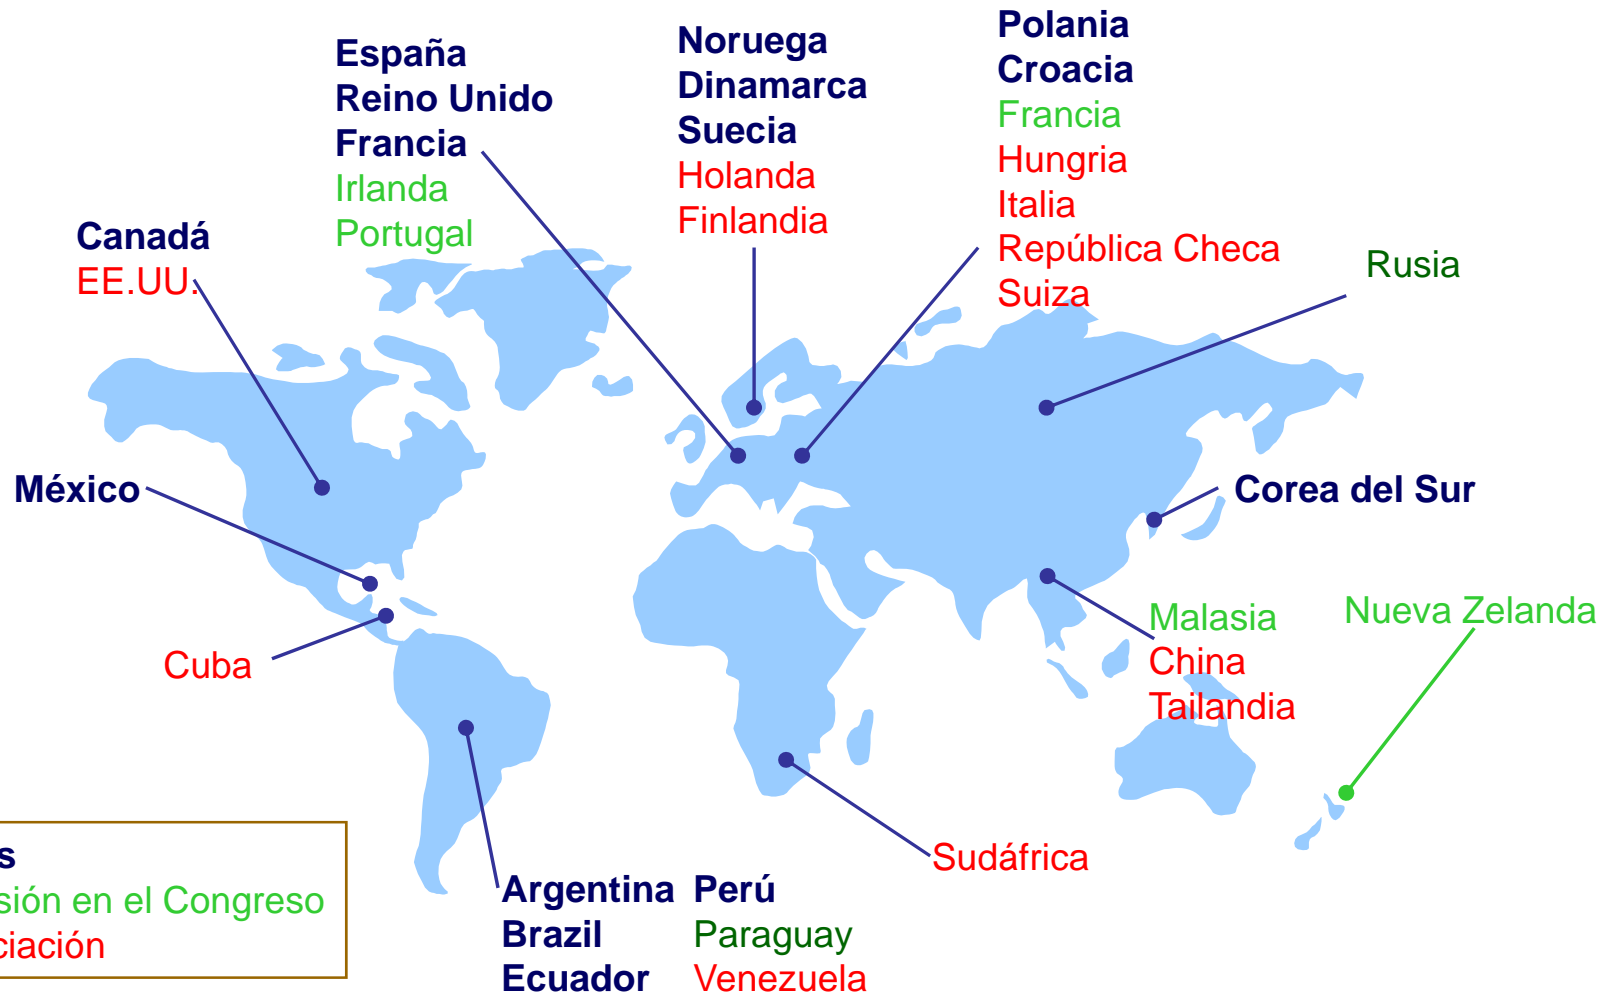 España
Reino Unido
Francia
Irlanda
Portugal
Noruega
Dinamarca
Suecia
Holanda
Finlandia
Polania
Croacia
Francia
Hungria
Italia
República Checa
Suiza
Canadá
EE.UU.
Rusia
México
Corea del Sur
Cuba
Malasia
China
Tailandia
Nueva Zelanda
Sudáfrica
Argentina Perú
Brazil Paraguay
Ecuador Venezuela
en el Congreso